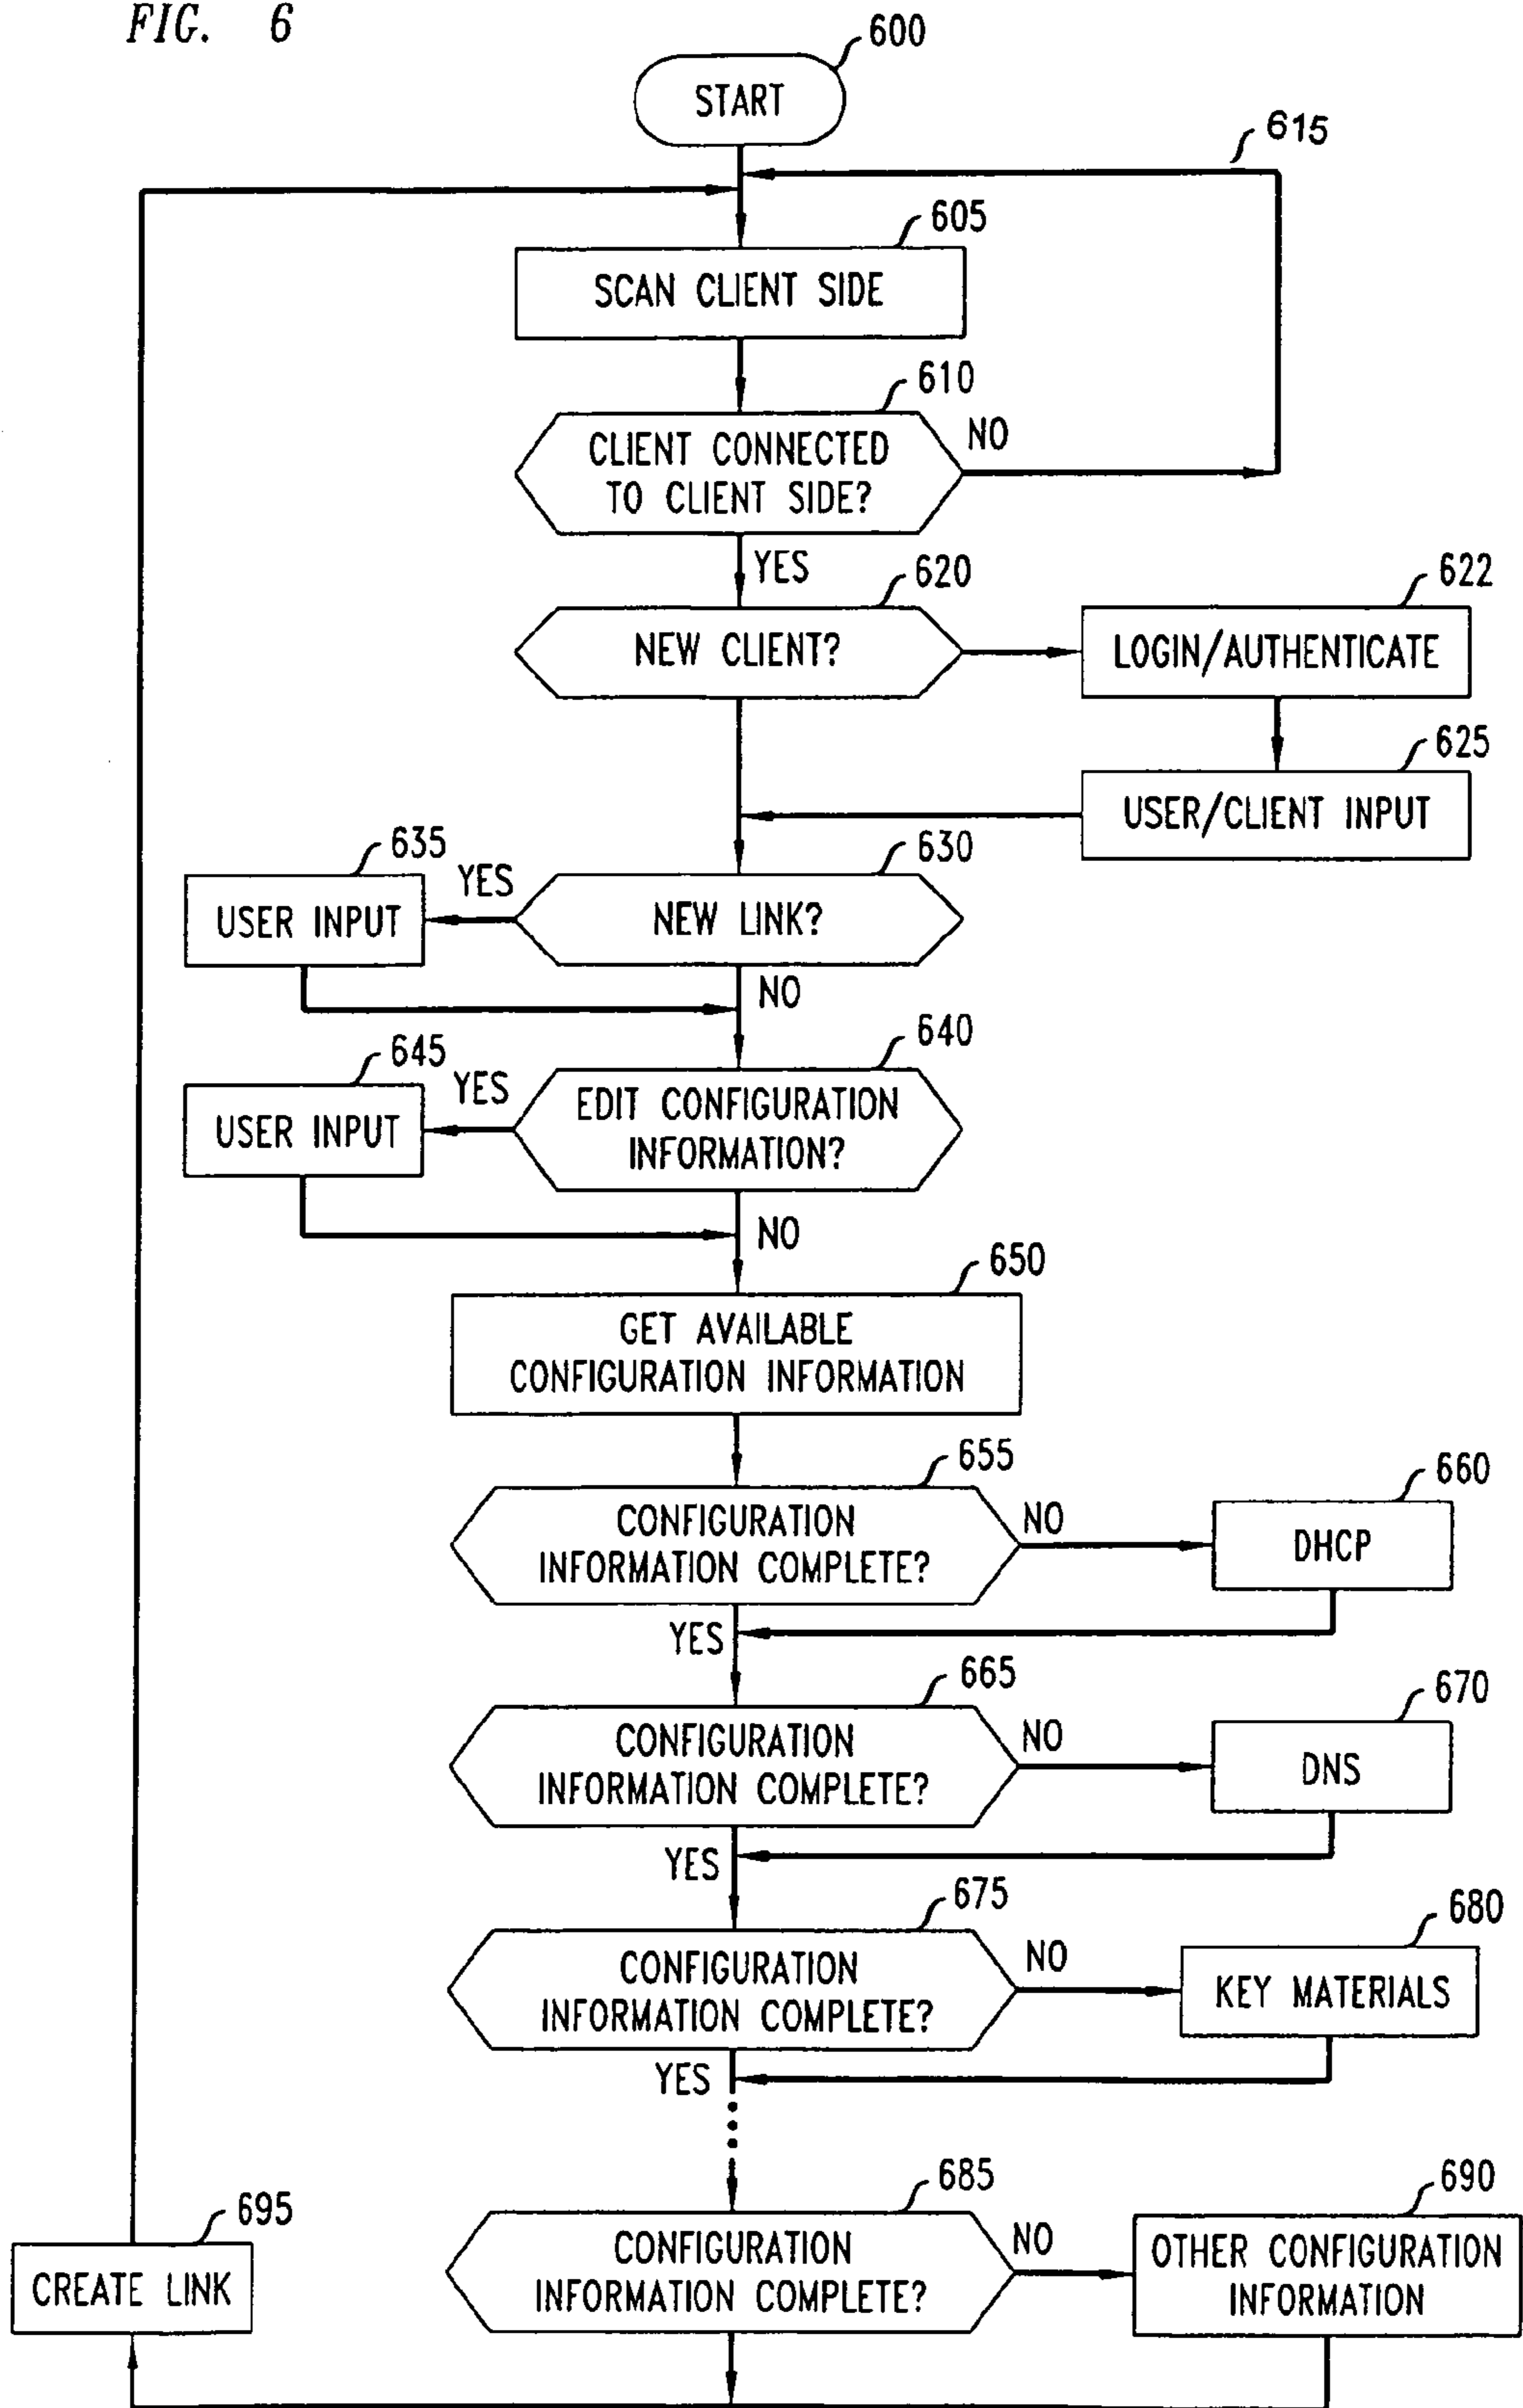 FIG. 6
600
START
615
605
SCAN CLIENT SIDE
610
CLIENT CONNECTED
TO CLIENT SIDE?
NO
YES
620
NEW CLIENT?
622
LOGIN/AUTHENTICATE
625
USER/CLIENT INPUT
630
NEW LINK?
YES
635
USER INPUT
NO
640
EDIT CONFIGURATION
INFORMATION?
YES
645
USER INPUT
NO
650
GET AVAILABLE
CONFIGURATION INFORMATION
655
CONFIGURATION
INFORMATION COMPLETE?
NO
660
DHCP
YES
665
CONFIGURATION
INFORMATION COMPLETE?
NO
670
DNS
YES
675
CONFIGURATION
INFORMATION COMPLETE?
NO
680
KEY MATERIALS
YES
685
CONFIGURATION
INFORMATION COMPLETE?
NO
690
OTHER CONFIGURATION
INFORMATION
695
CREATE LINK